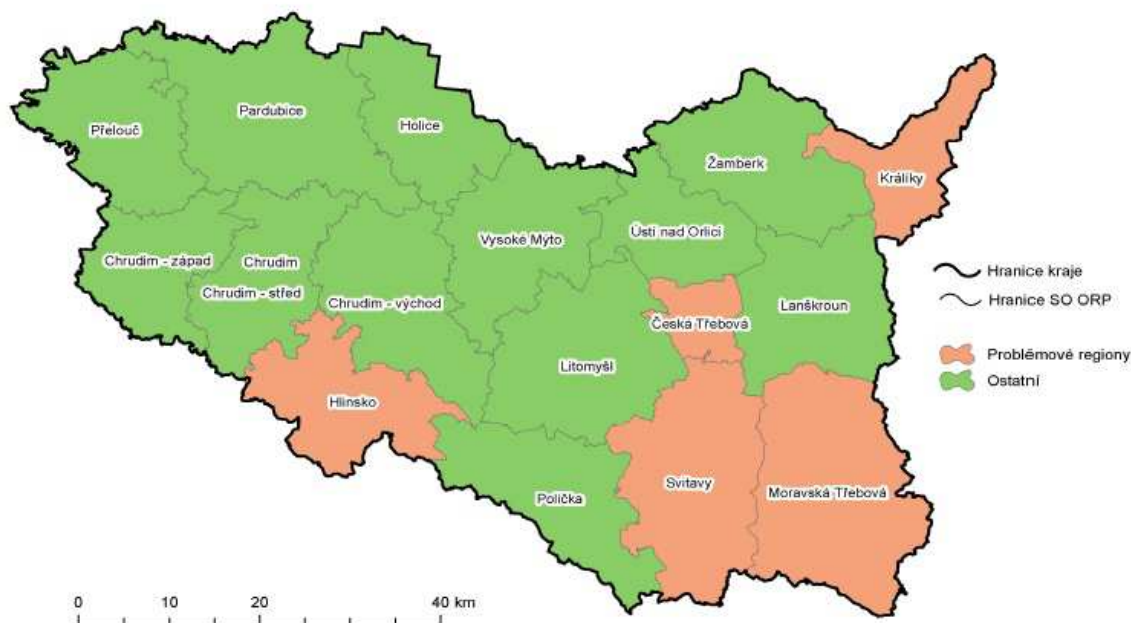 Přelouč
Pardubice
Holice
Žamberk
Králíky
Chrudim - západ
Chrudim
Chrudim - střed
Chrudim - východ
Vysoké Mýto
Ústí nad Orlicí
Lanškroun
Česká Třebová
Litomyšl
Hlinsko
Polička
Svitavy
Moravská Třebová
Hranice kraje
Hranice SO ORP
Problémové regiony
Ostatní
0 10 20 40 km